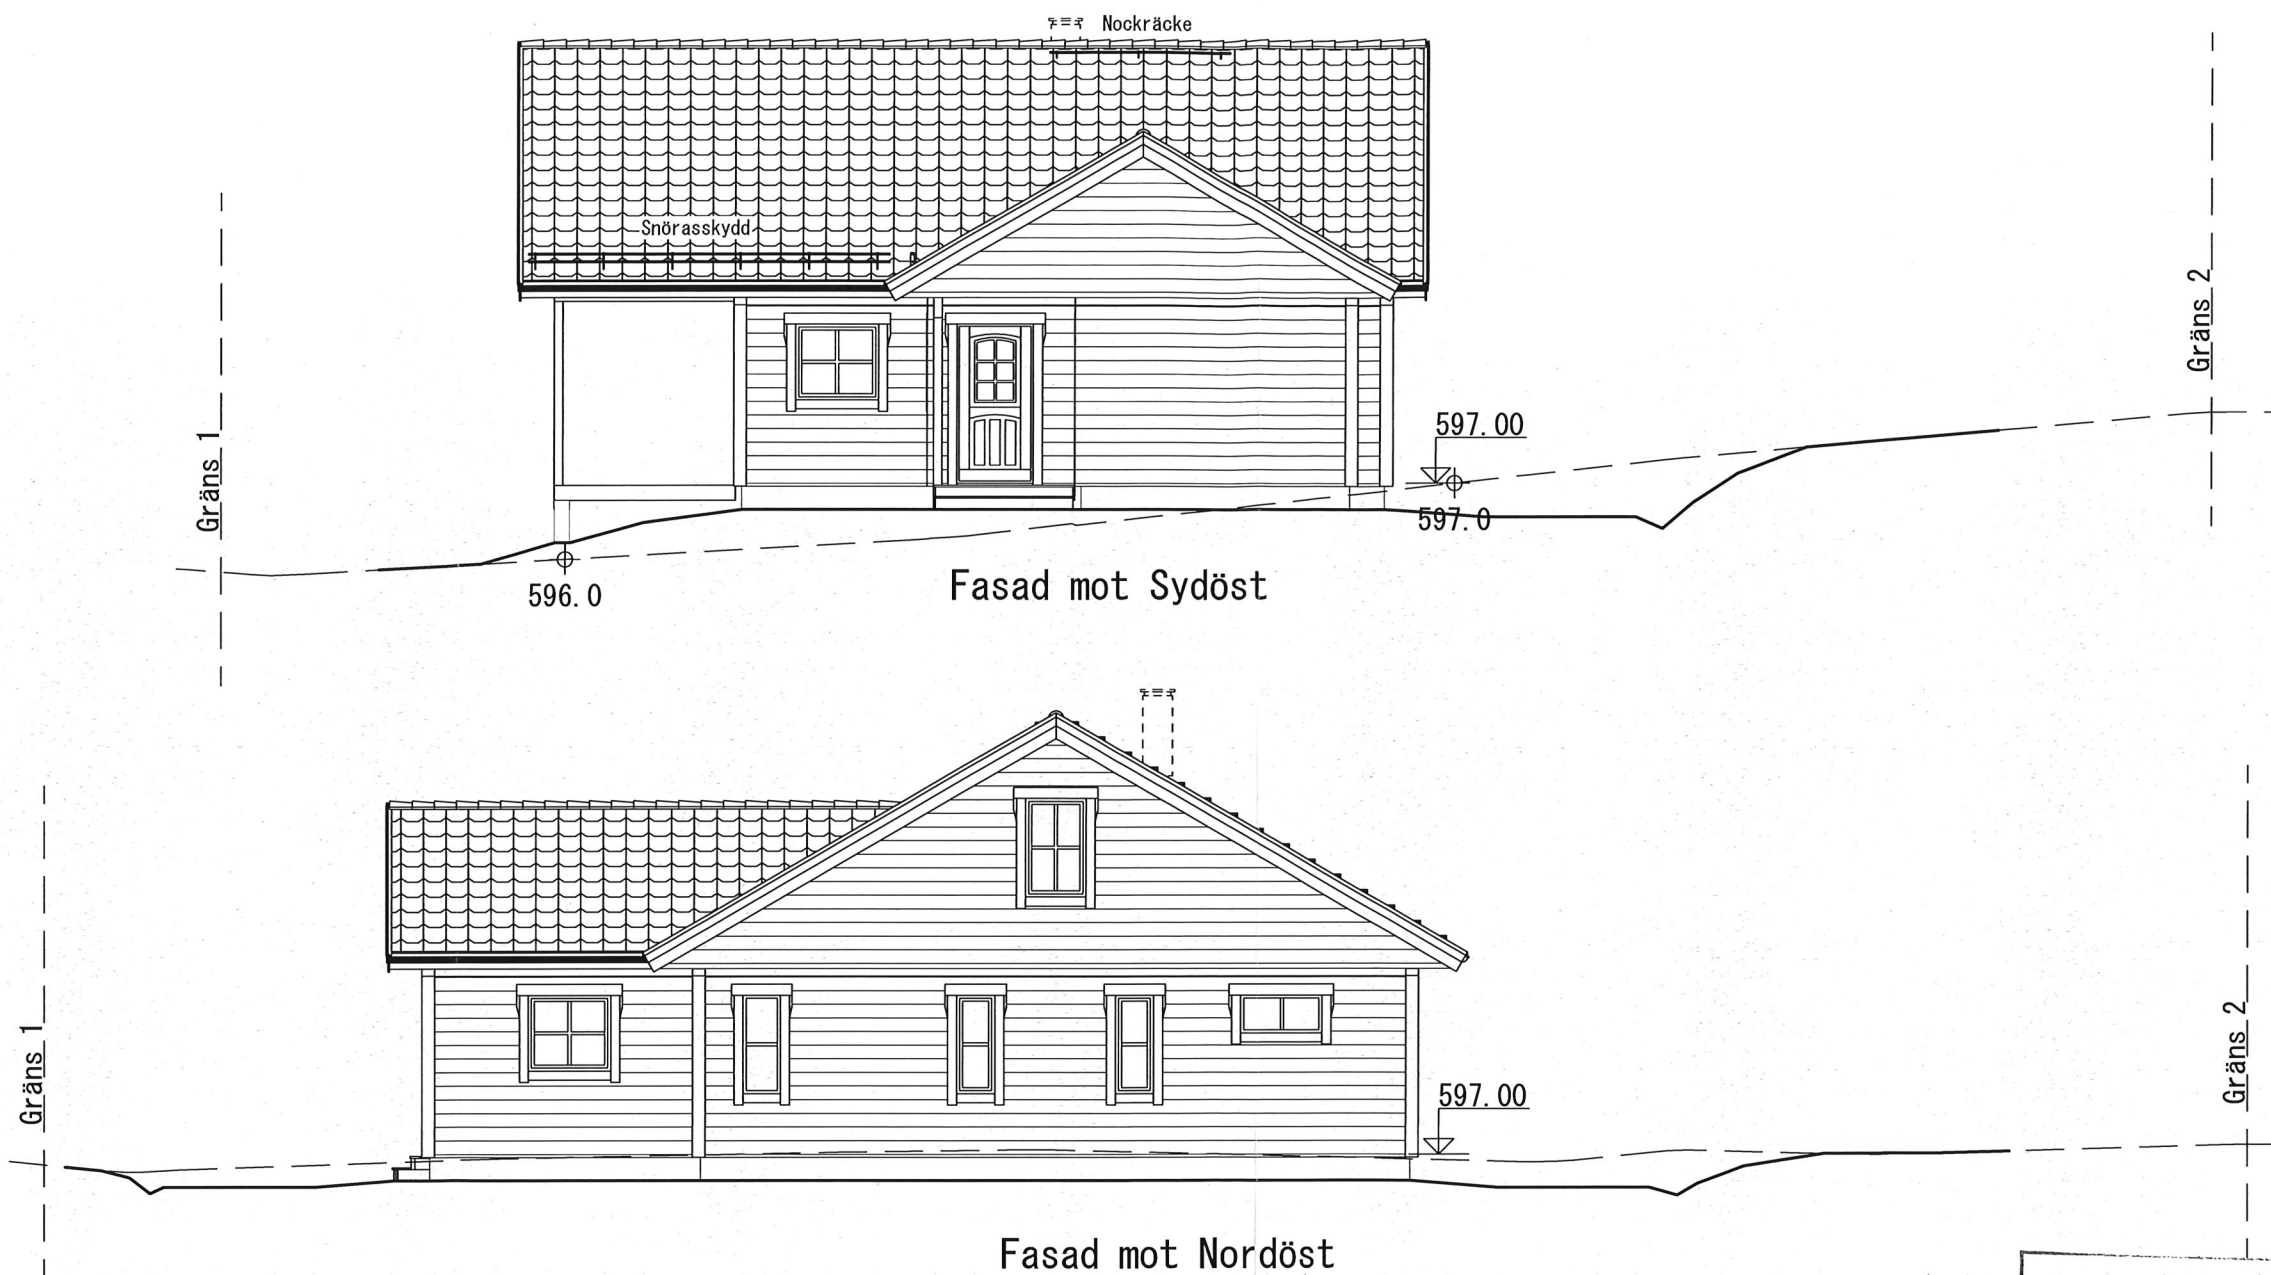 Nockräcke
Snörasskydd
Gräns 1
Gräns 2
597.00
597.0
596.0
Fasad mot Sydöst
Gräns 1
Gräns 2
597.00
Fasad mot Nordöst